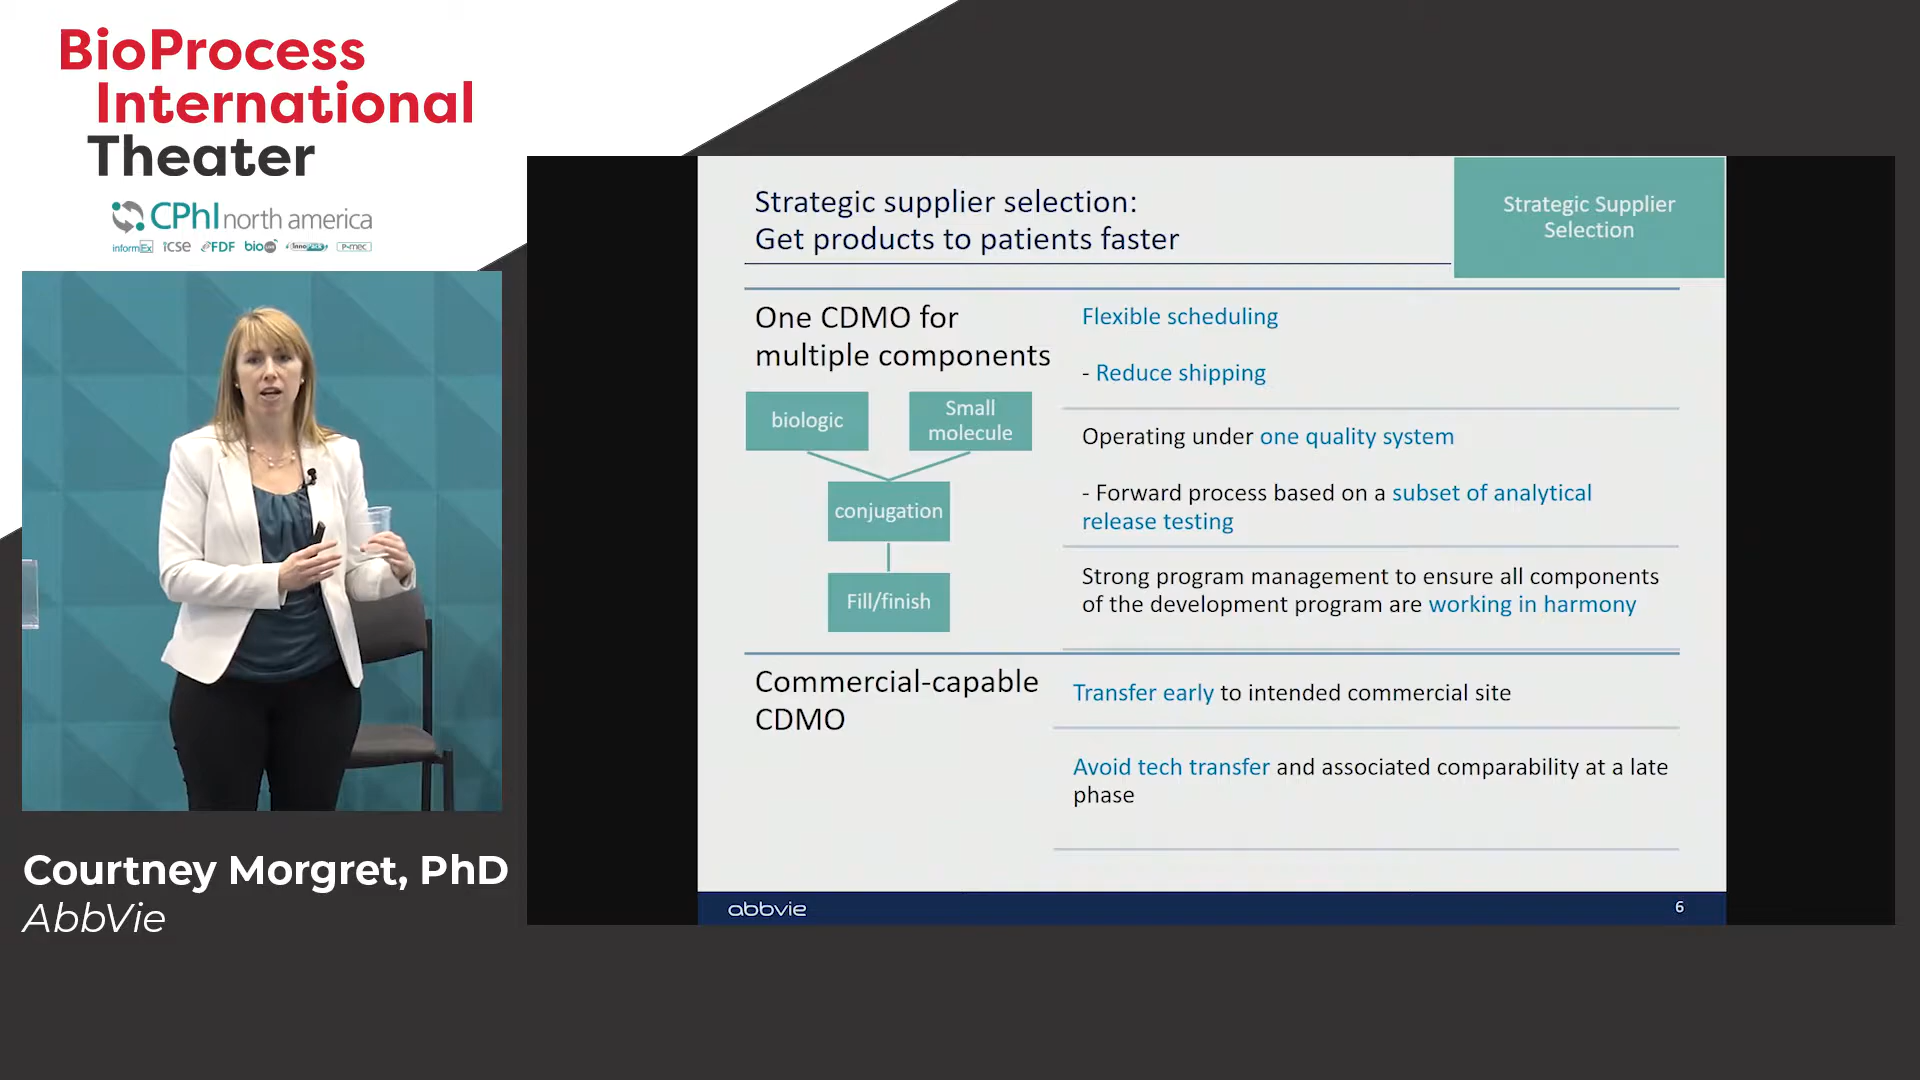 BioProcess
International
Theater
CPhI north america
informEx icse FDF bio InnoPack P-mec
Courtney Morgret, PhD
AbbVie
Strategic supplier selection:
Get products to patients faster
Strategic Supplier
Selection
One CDMO for
multiple components
biologic
Small
molecule
conjugation
Fill/finish
Flexible scheduling
- Reduce shipping
Operating under one quality system
- Forward process based on a subset of analytical
release testing
Strong program management to ensure all components
of the development program are working in harmony
Commercial-capable
CDMO
Transfer early to intended commercial site
Avoid tech transfer and associated comparability at a late
phase
abbvie
6